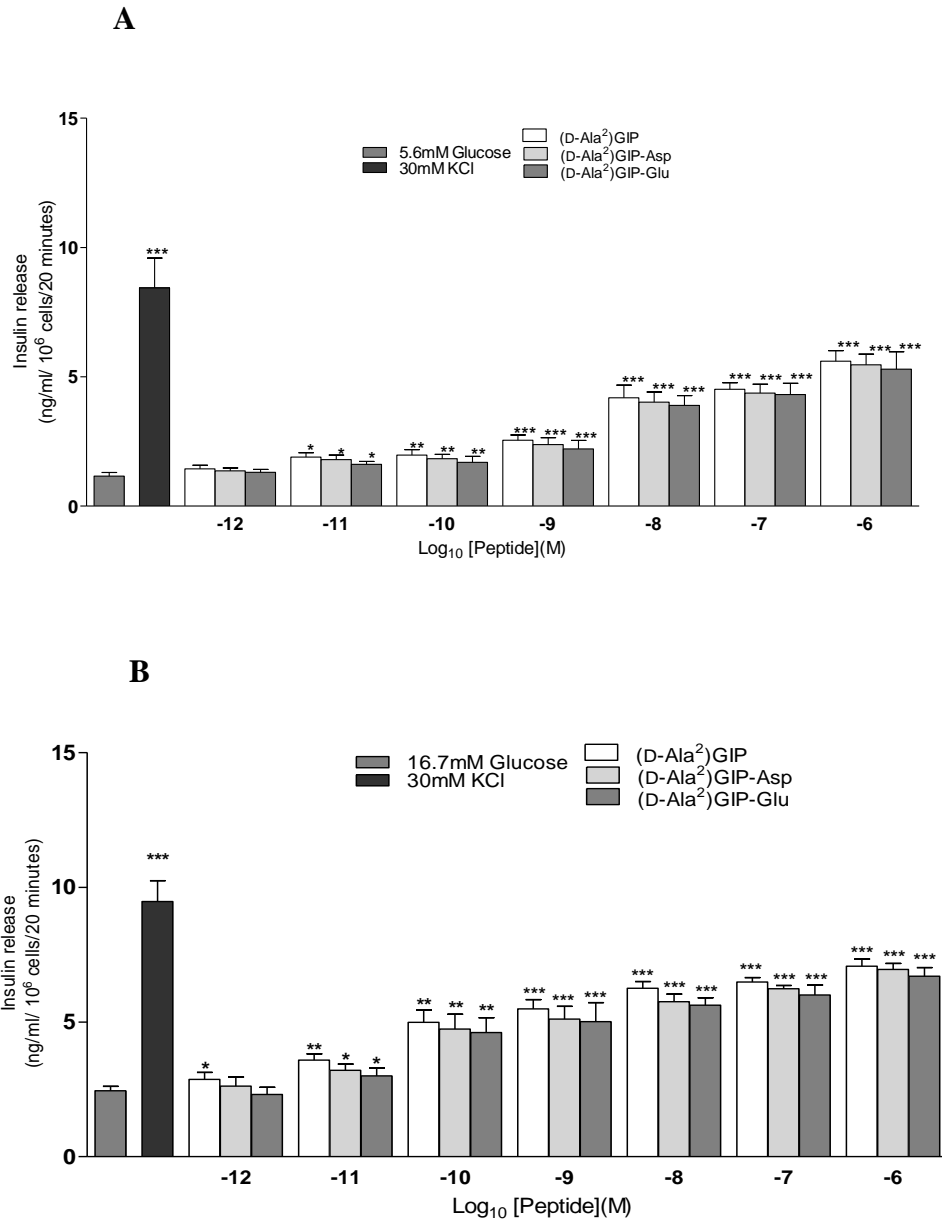 A
15
10
5
0
Insulin release
(ng/ml/ 10⁶ cells/20 minutes)
5.6mM Glucose
30mM KCl
(D-Ala²)GIP
(D-Ala²)GIP-Asp
(D-Ala²)GIP-Glu
***
* * *
** ** **
*** *** ***
*** *** ***
*** *** ***
*** *** ***
-12 -11 -10 -9 -8 -7 -6
Log₁₀ [Peptide](M)
B
15
10
5
0
Insulin release
(ng/ml/ 10⁶ cells/20 minutes)
16.7mM Glucose
30mM KCl
(D-Ala²)GIP
(D-Ala²)GIP-Asp
(D-Ala²)GIP-Glu
***
*
** * *
** ** **
*** *** ***
*** *** ***
*** *** ***
*** *** ***
-12 -11 -10 -9 -8 -7 -6
Log₁₀ [Peptide](M)